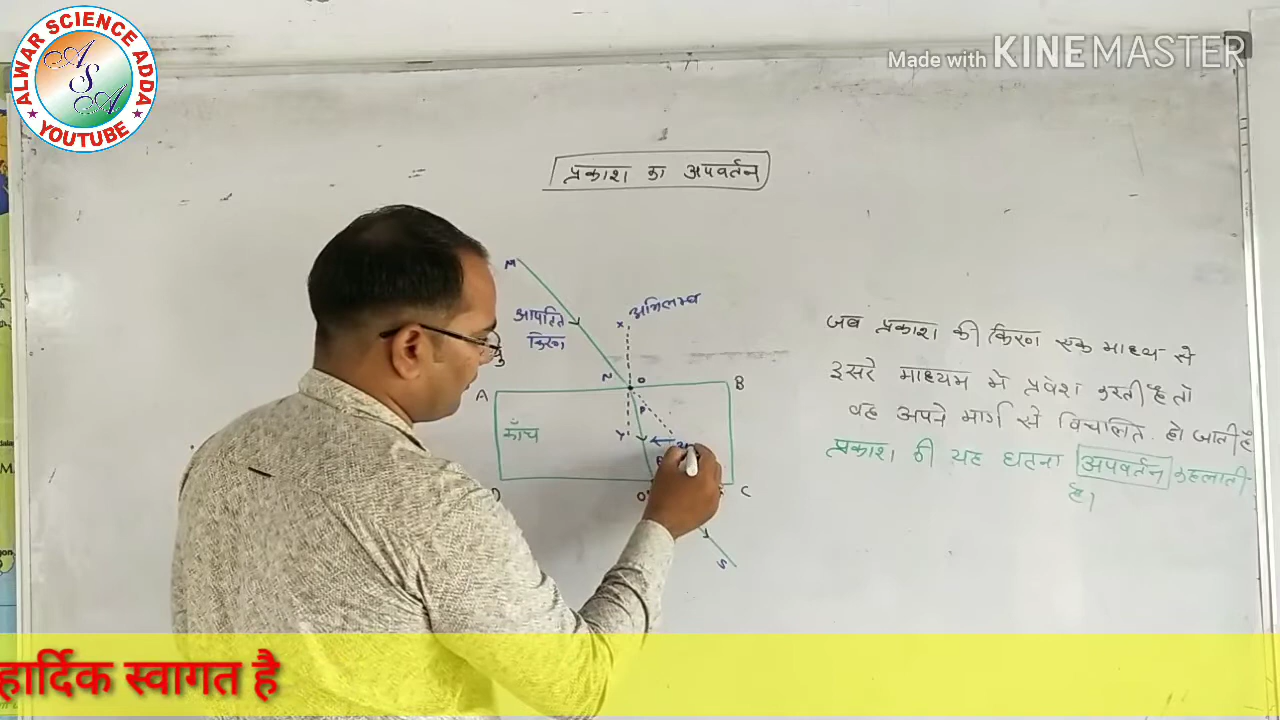 ALWAR SCIENCE ADDA
ASA
YOUTUBE
Made with KINEMASTER
प्रकाश का अपवर्तन
M
आपतित
किरण
X
अभिलम्ब
N
O
A
B
काँच
Y
D
O'
C
S
जब प्रकाश की किरण एक माध्य से
दूसरे माध्यम मे प्रवेश करती है तो
वह अपने मार्ग से विचलित हो जाती है
प्रकाश की यह घटना अपवर्तन कहलाती
है।
हार्दिक स्वागत है